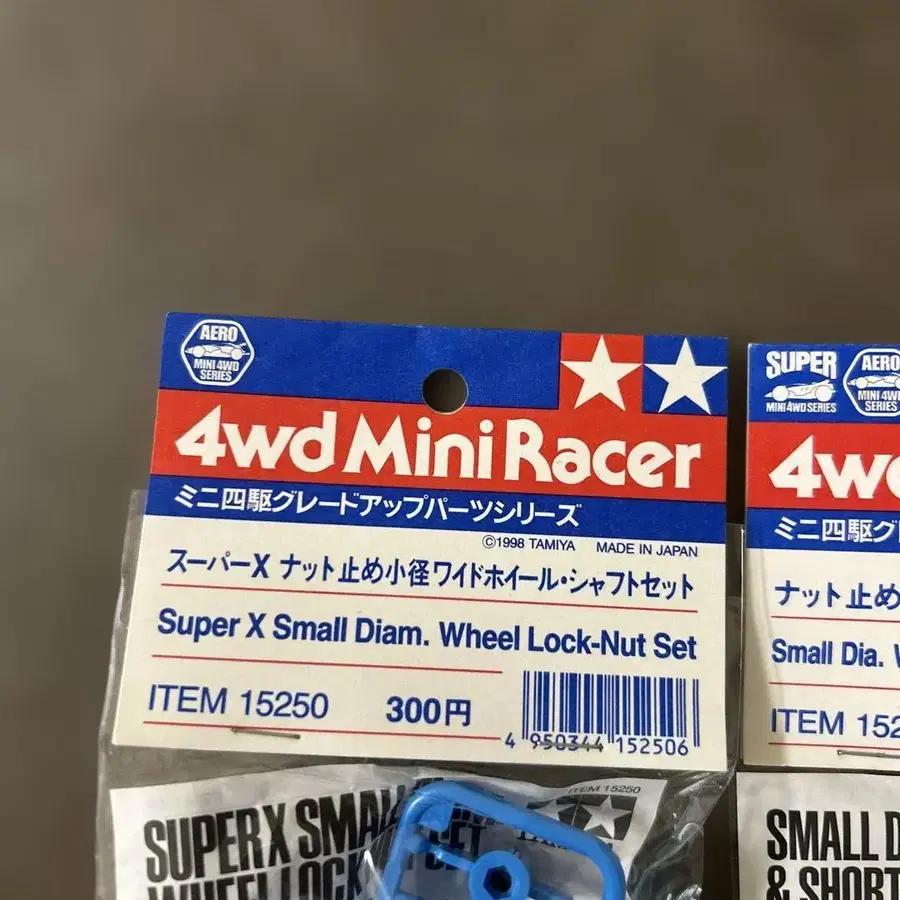 AERO
MINI 4WD
SERIES
4wd Mini Racer
ミニ四駆グレードアップパーツシリーズ
©1998 TAMIYA MADE IN JAPAN
スーパーX ナット止め小径ワイドホイール・シャフトセット
Super X Small Diam. Wheel Lock-Nut Set
ITEM 15250 300円
4 950344 152506
ITEM 15250
SUPER X SMALL
WHEEL LOCK
SET
SUPER
MINI 4WD SERIES
AERO
MINI 4WD
SERIES
4w
ミニ四駆グ
ナット止め
Small Dia.
ITEM 152
SMALL D
& SHORT